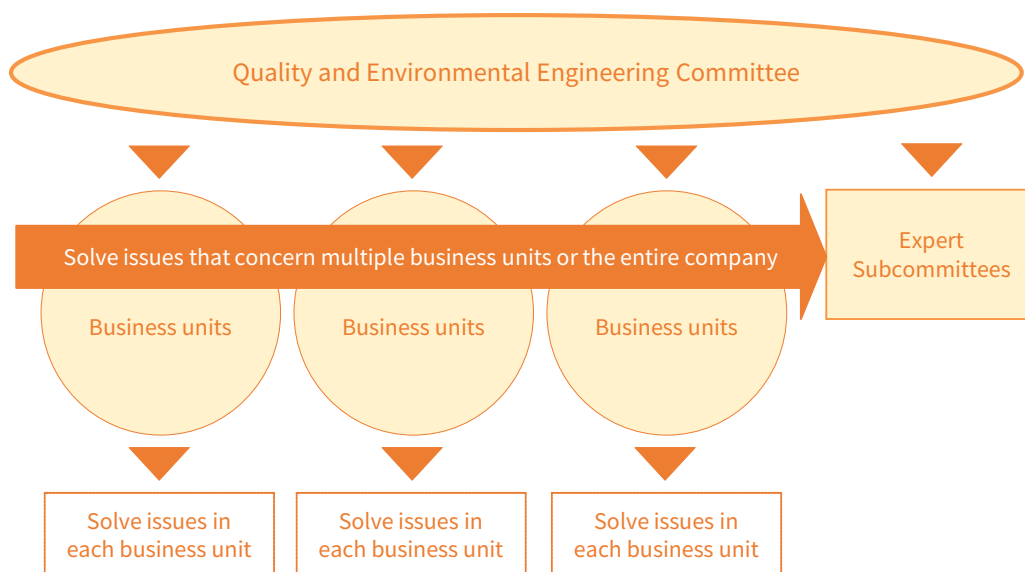 Quality and Environmental Engineering Committee
Solve issues that concern multiple business units or the entire company
Expert
Subcommittees
Business units
Business units
Business units
Solve issues in
each business unit
Solve issues in
each business unit
Solve issues in
each business unit